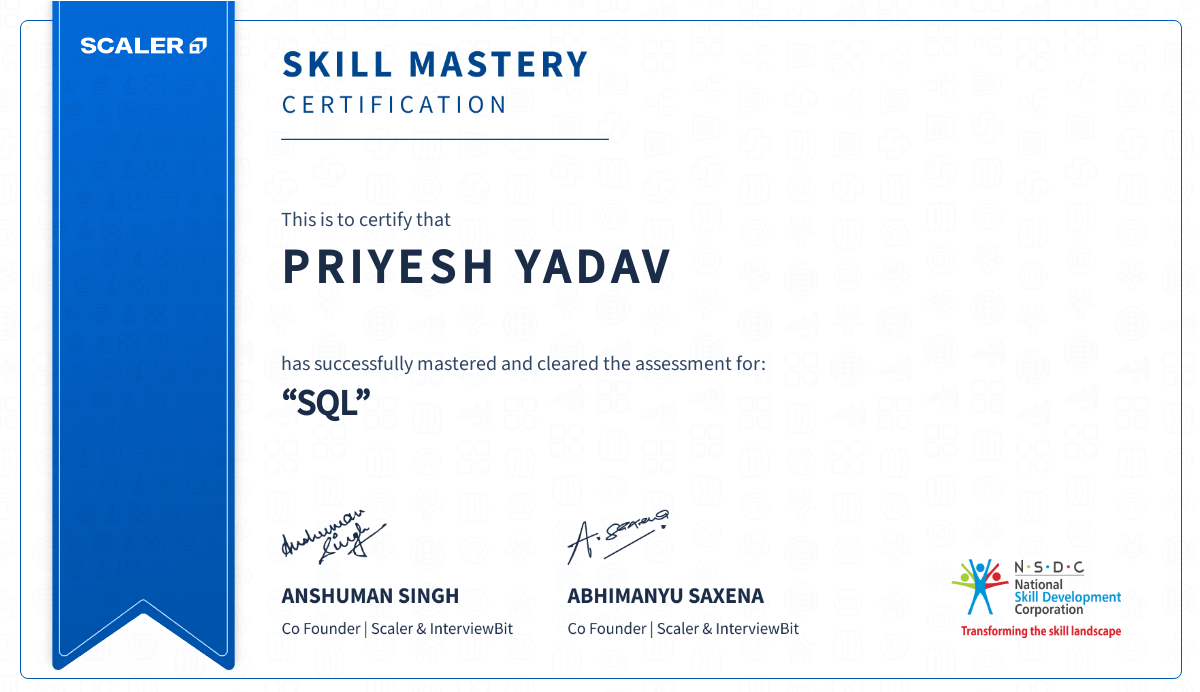 SCALER
SKILL MASTERY
CERTIFICATION
This is to certify that
PRIYESH YADAV
has successfully mastered and cleared the assessment for:
“SQL”
Anshuman Singh
A. Saxena
ANSHUMAN SINGH
Co Founder | Scaler & InterviewBit
ABHIMANYU SAXENA
Co Founder | Scaler & InterviewBit
N·S·D·C
National
Skill Development
Corporation
Transforming the skill landscape